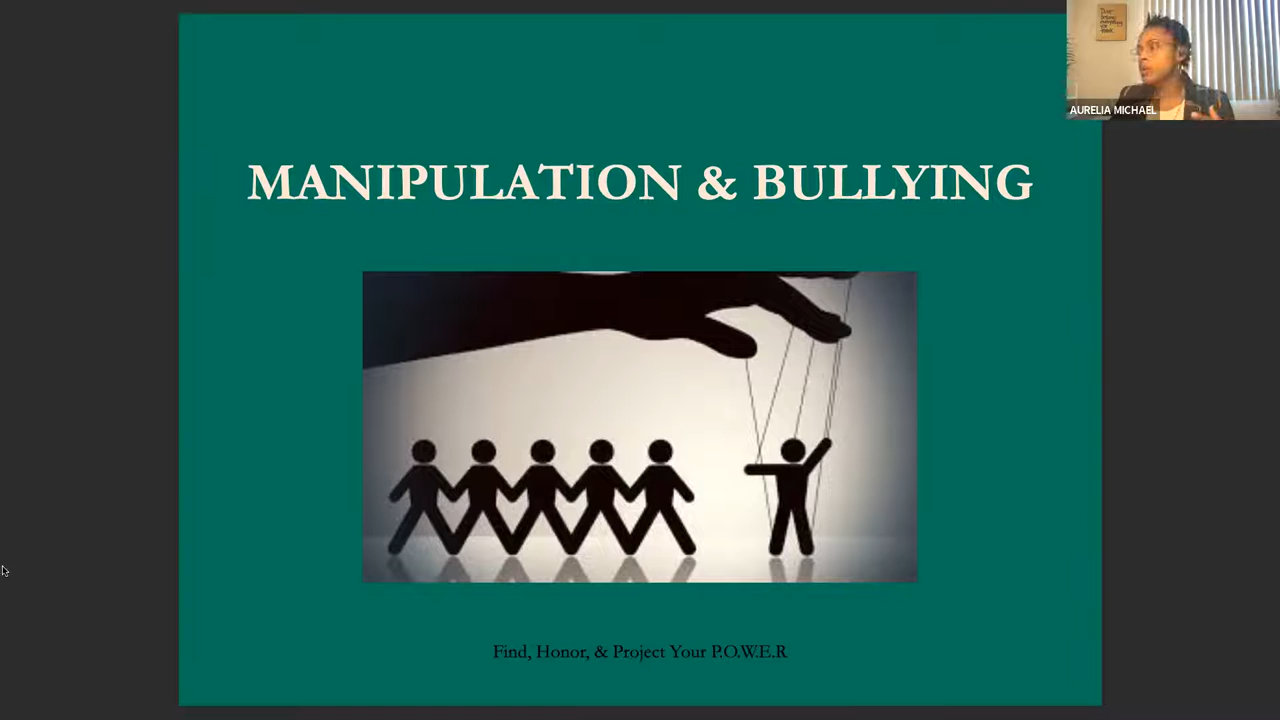 MANIPULATION & BULLYING
AURELIA MICHAEL
Find, Honor, & Project Your P.O.W.E.R